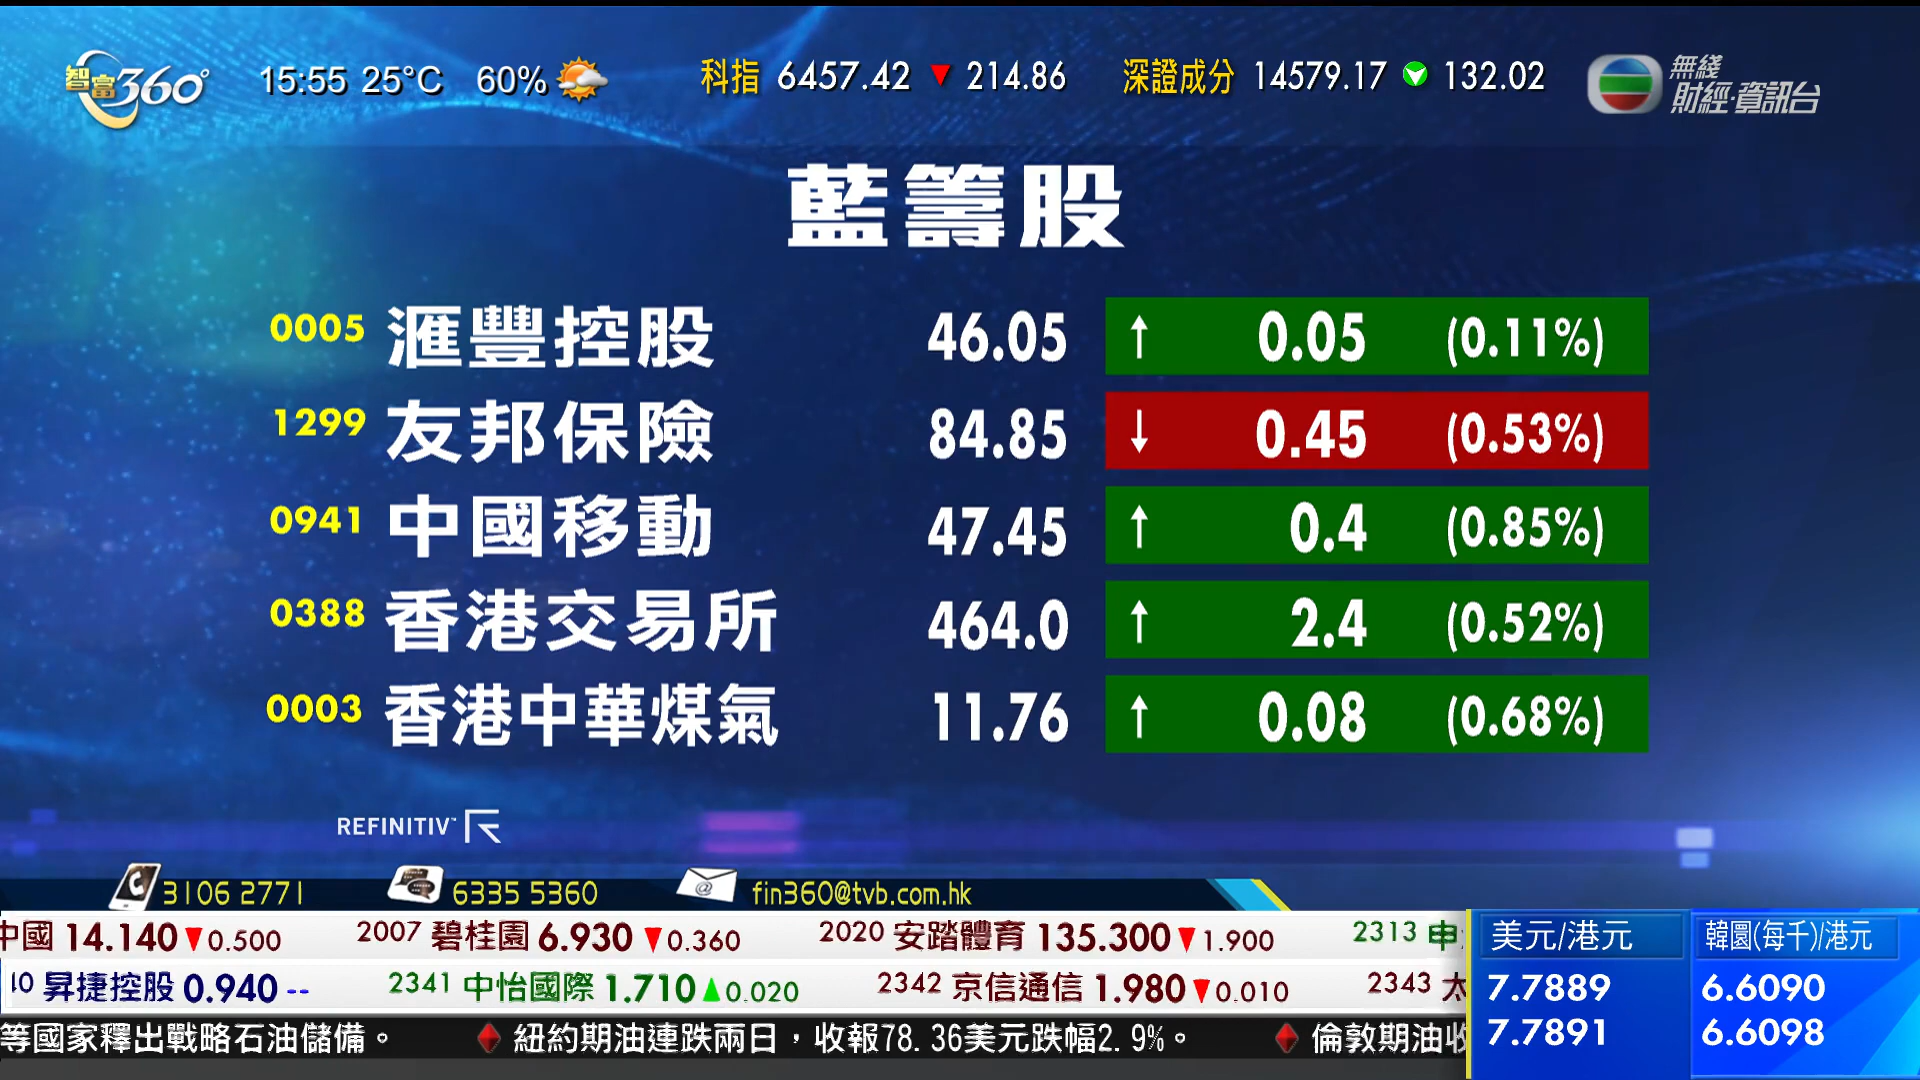 智富360°
15:55 25°C 60%
科指 6457.42 ▼ 214.86 深證成分 14579.17 132.02
無綫
財經·資訊台
藍籌股
0005 滙豐控股 46.05 ↑ 0.05 (0.11%)
1299 友邦保險 84.85 ↓ 0.45 (0.53%)
0941 中國移動 47.45 ↑ 0.4 (0.85%)
0388 香港交易所 464.0 ↑ 2.4 (0.52%)
0003 香港中華煤氣 11.76 ↑ 0.08 (0.68%)
REFINITIV™
3106 2771 6335 5360 fin360@tvb.com.hk
中國 14.140 ▼0.500 2007 碧桂園 6.930 ▼0.360 2020 安踏體育 135.300 ▼1.900 2313 申
40 昇捷控股 0.940 -- 2341 中怡國際 1.710 ▲0.020 2342 京信通信 1.980 ▼0.010 2343 太
等國家釋出戰略石油儲備。 ♦ 紐約期油連跌兩日，收報78.36美元跌幅2.9%。 ♦ 倫敦期油收
美元/港元
7.7889
7.7891
韓圜(每千)/港元
6.6090
6.6098